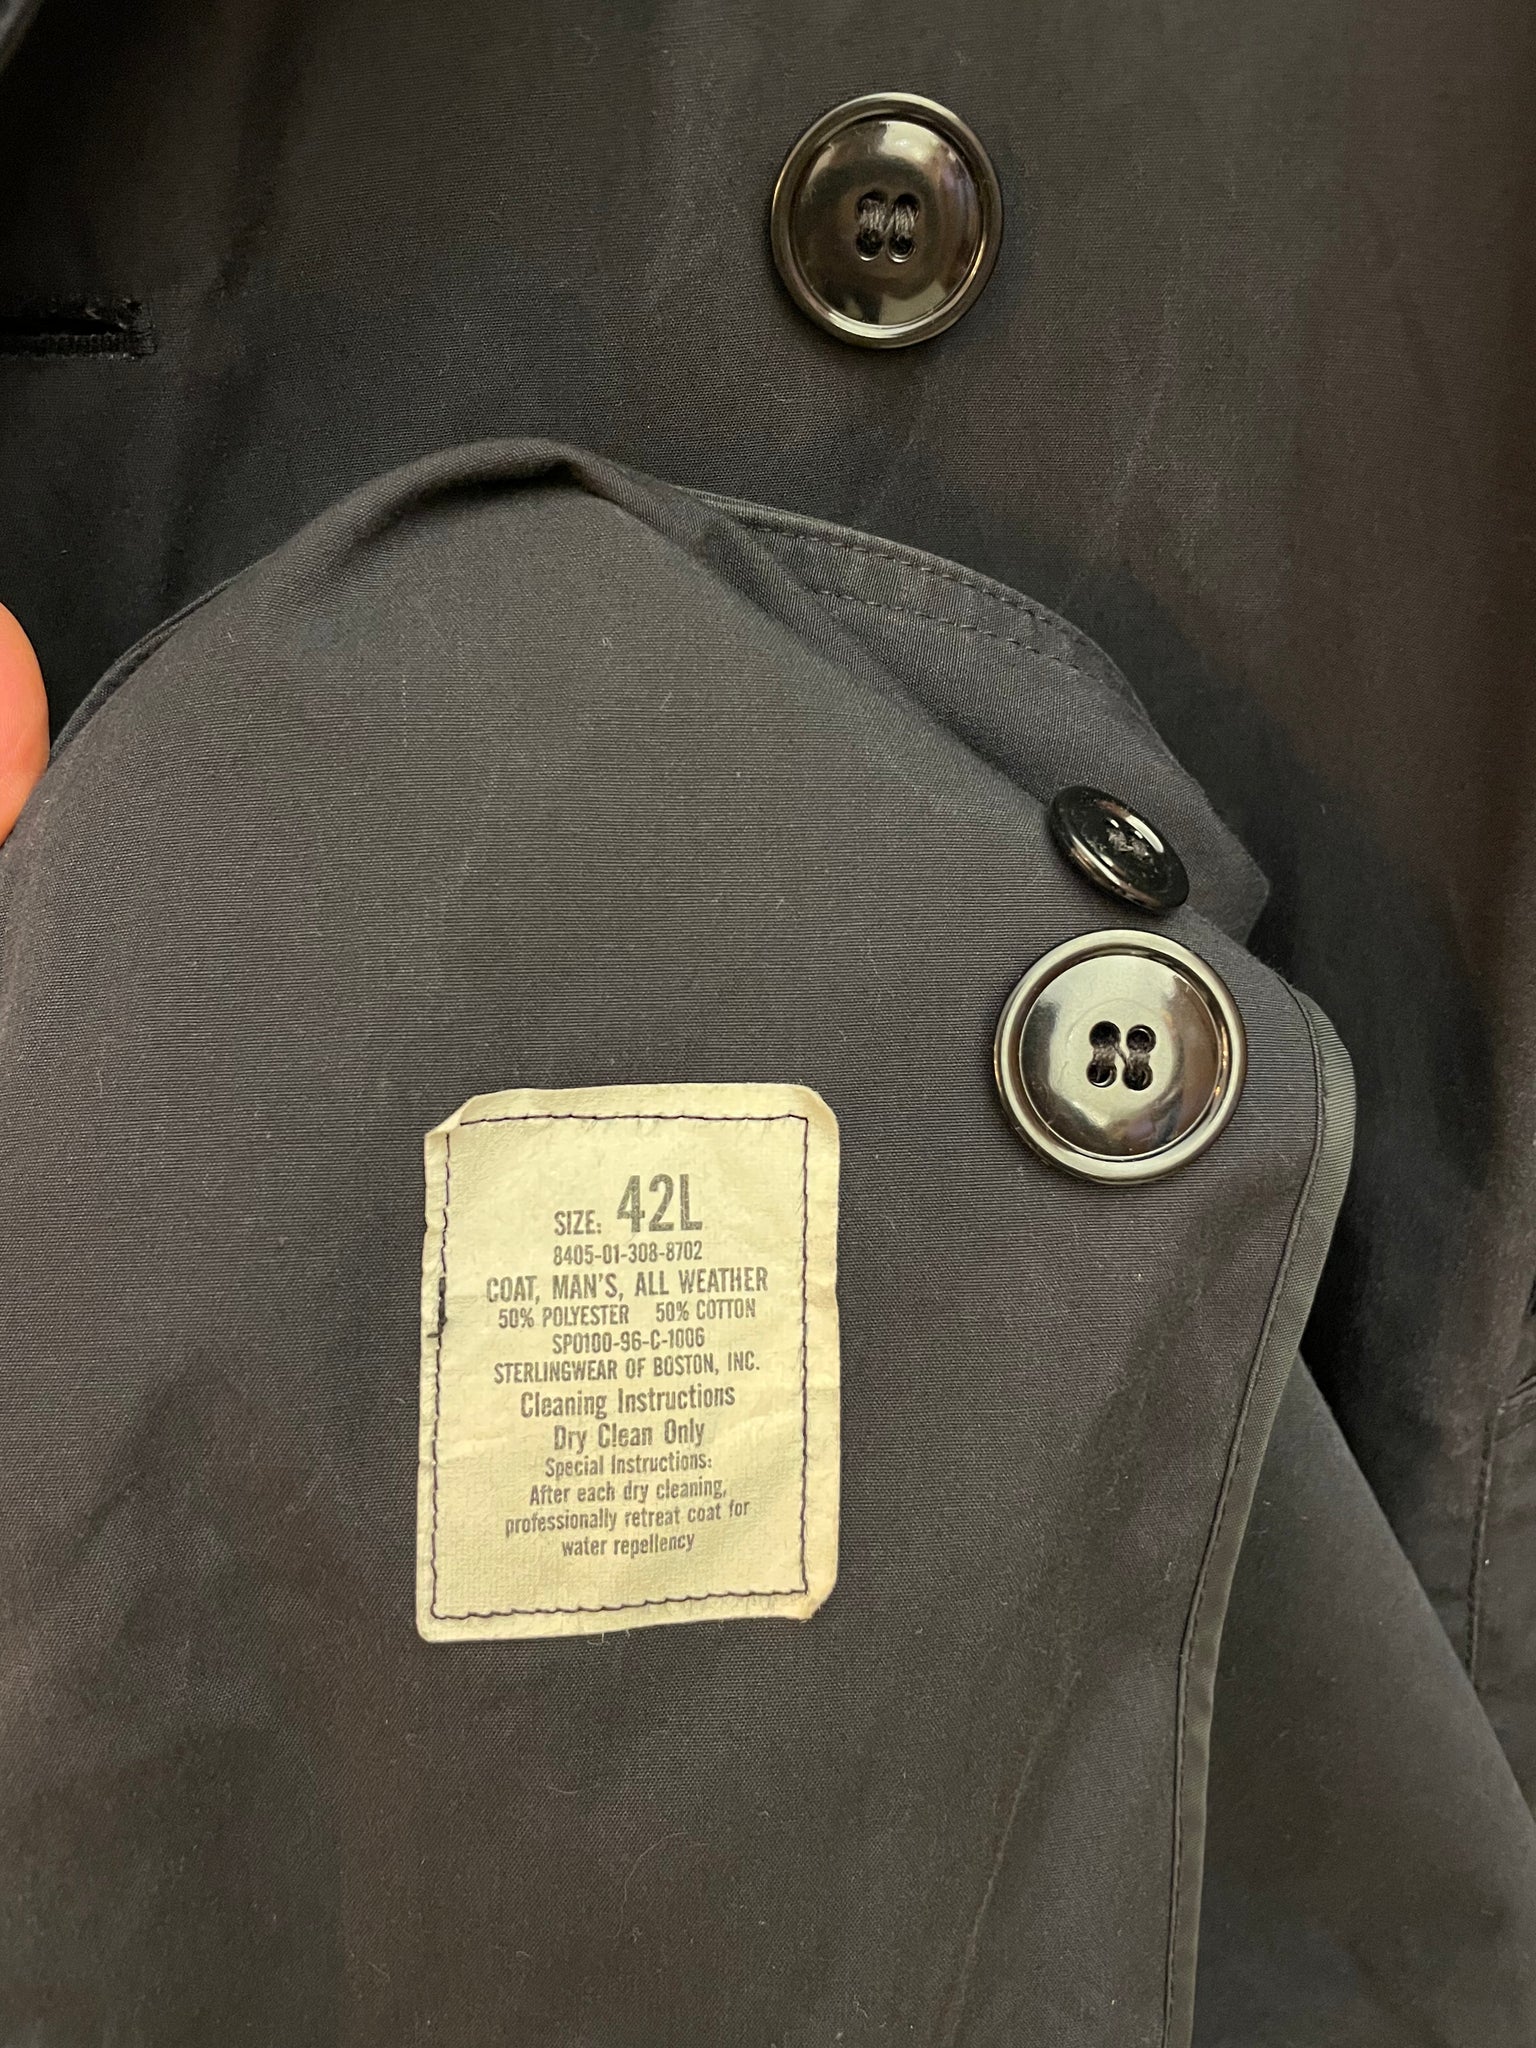 SIZE: 42L
8405-01-308-8702
COAT, MAN'S, ALL WEATHER
50% POLYESTER 50% COTTON
SPO100-96-C-1006
STERLINGWEAR OF BOSTON, INC.
Cleaning Instructions
Dry Clean Only
Special Instructions:
After each dry cleaning,
professionally retreat coat for
water repellency